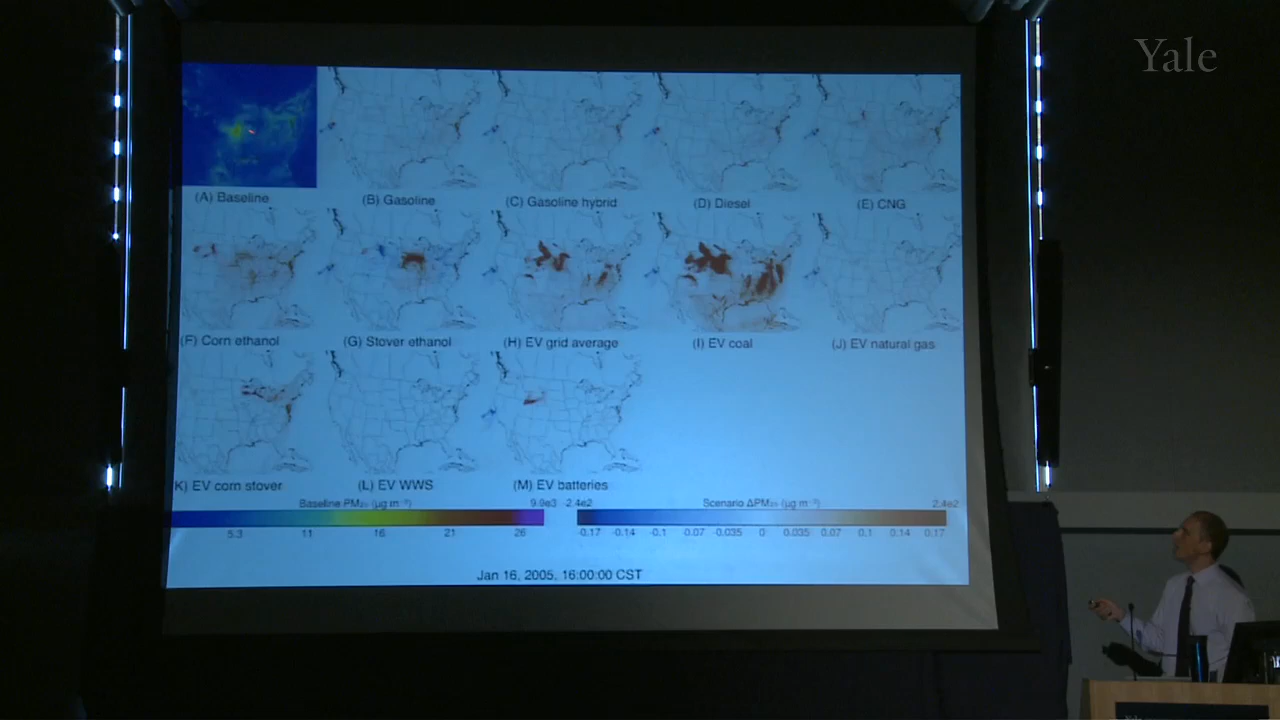 Yale
(A) Baseline
(B) Gasoline
(C) Gasoline hybrid
(D) Diesel
(E) CNG
(F) Corn ethanol
(G) Stover ethanol
(H) EV grid average
(I) EV coal
(J) EV natural gas
K) EV corn stover
(L) EV WWS
(M) EV batteries
Baseline PM₂.₅ (µg m⁻³)
9.9e3
-2.4e2
Scenario ΔPM₂.₅ (µg m⁻³)
2.4e2
5.3 11 16 21 26
-0.17 -0.14 -0.1 -0.07 -0.035 0 0.035 0.07 0.1 0.14 0.17
Jan 16, 2005, 16:00:00 CST